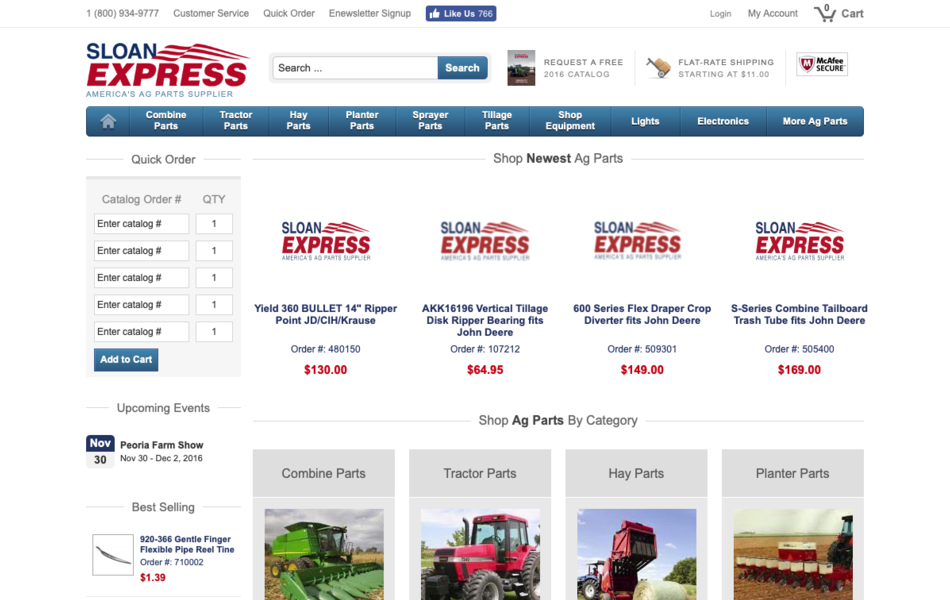 1 (800) 934-9777 Customer Service Quick Order Enewsletter Signup Like Us 766 Login My Account 0 Cart
SLOAN
EXPRESS
AMERICA'S AG PARTS SUPPLIER
Search ... Search
REQUEST A FREE
2016 CATALOG
FLAT-RATE SHIPPING
STARTING AT $11.00
McAfee
SECURE
Combine
Parts
Tractor
Parts
Hay
Parts
Planter
Parts
Sprayer
Parts
Tillage
Parts
Shop
Equipment
Lights
Electronics
More Ag Parts
Quick Order
Catalog Order # QTY
Enter catalog # 1
Enter catalog # 1
Enter catalog # 1
Enter catalog # 1
Enter catalog # 1
Add to Cart
Upcoming Events
Nov
30
Peoria Farm Show
Nov 30 - Dec 2, 2016
Best Selling
920-366 Gentle Finger
Flexible Pipe Reel Tine
Order #: 710002
$1.39
Shop Newest Ag Parts
SLOAN
EXPRESS
AMERICA'S AG PARTS SUPPLIER
Yield 360 BULLET 14" Ripper
Point JD/CIH/Krause
Order #: 480150
$130.00
SLOAN
EXPRESS
AMERICA'S AG PARTS SUPPLIER
AKK16196 Vertical Tillage
Disk Ripper Bearing fits
John Deere
Order #: 107212
$64.95
SLOAN
EXPRESS
AMERICA'S AG PARTS SUPPLIER
600 Series Flex Draper Crop
Diverter fits John Deere
Order #: 509301
$149.00
SLOAN
EXPRESS
AMERICA'S AG PARTS SUPPLIER
S-Series Combine Tailboard
Trash Tube fits John Deere
Order #: 505400
$169.00
Shop Ag Parts By Category
Combine Parts
Tractor Parts
Hay Parts
Planter Parts